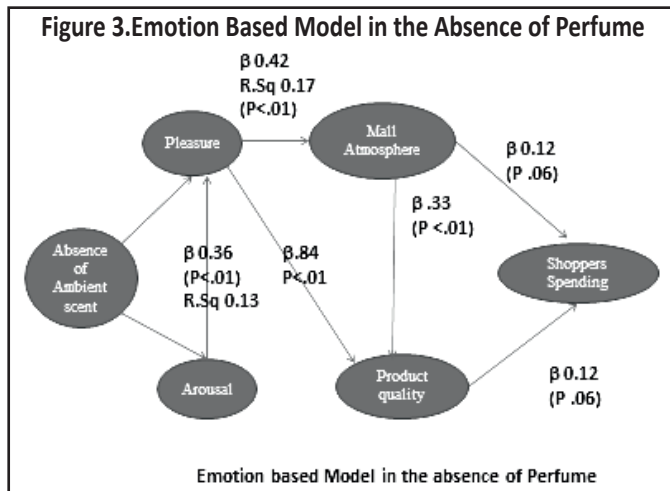 Figure 3.Emotion Based Model in the Absence of Perfume
β 0.42
R.Sq 0.17
(P<.01)
Pleasure
Mall
Atmosphere
β 0.12
(P .06)
β .33
(P <.01)
Absence
of
Ambient
scent
β 0.36
(P<.01)
R.Sq 0.13
β.84
P<.01
Shoppers
Spending
Arousal
Product
quality
β 0.12
(P .06)
Emotion based Model in the absence of Perfume